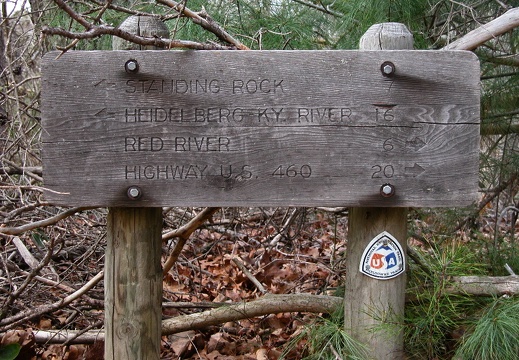 ← STANDING ROCK 7
← HEIDELBERG KY. RIVER 16
RED RIVER 6 →
HIGHWAY U.S. 460 20 →